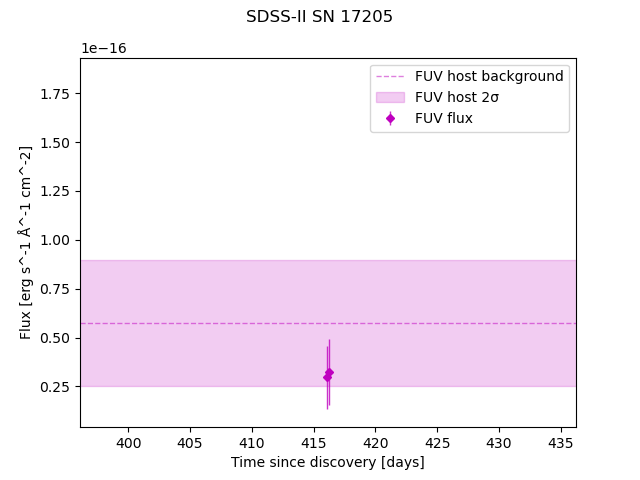 SDSS-II SN 17205
1e−16
FUV host background
FUV host 2σ
FUV flux
1.75
1.50
1.25
1.00
0.75
0.50
0.25
Flux [erg s^-1 Å^-1 cm^-2]
400 405 410 415 420 425 430 435
Time since discovery [days]